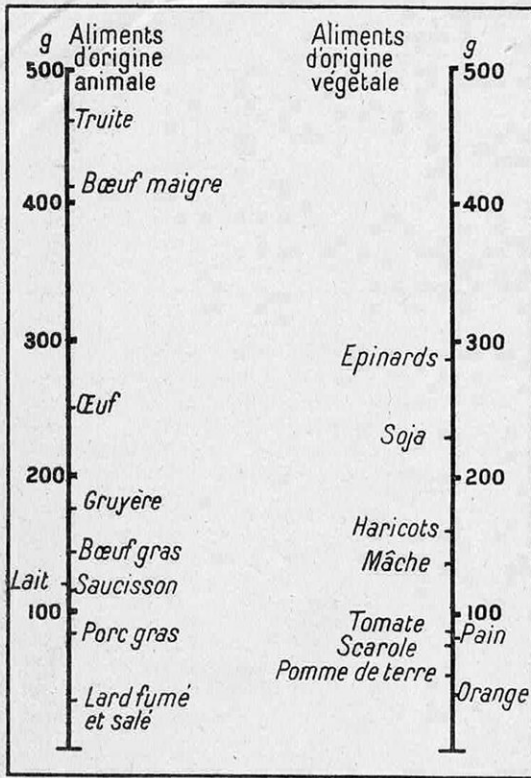 g
Aliments
d'origine
animale
500
Truite
Bœuf maigre
400
300
Œuf
200
Gruyère
Bœuf gras
Lait
Saucisson
100
Porc gras
Lard fumé
et salé
Aliments
d'origine
végétale
g
500
400
300
Epinards
Soja
200
Haricots
Mâche
100
Tomate
Pain
Scarole
Pomme de terre
Orange